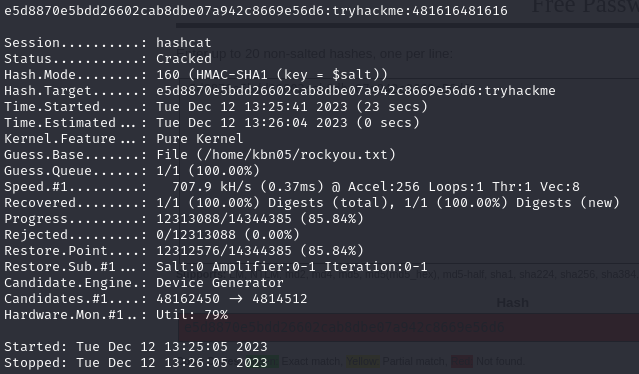 Free Passw
e5d8870e5bdd26602cab8dbe07a942c8669e56d6:tryhackme:481616481616
Session..........: hashcat
up to 20 non-salted hashes, one per line:
Status...........: Cracked
Hash.Mode........: 160 (HMAC-SHA1 (key = $salt))
Hash.Target......: e5d8870e5bdd26602cab8dbe07a942c8669e56d6:tryhackme
Time.Started.....: Tue Dec 12 13:25:41 2023 (23 secs)
Time.Estimated...: Tue Dec 12 13:26:04 2023 (0 secs)
Kernel.Feature...: Pure Kernel
Guess.Base.......: File (/home/kbn05/rockyou.txt)
Guess.Queue......: 1/1 (100.00%)
Speed.#1.........:   707.9 kH/s (0.37ms) @ Accel:256 Loops:1 Thr:1 Vec:8
Recovered........: 1/1 (100.00%) Digests (total), 1/1 (100.00%) Digests (new)
Progress.........: 12313088/14344385 (85.84%)
Rejected.........: 0/12313088 (0.00%)
Restore.Point....: 12312576/14344385 (85.84%)
Restore.Sub.#1...: Salt:0 Amplifier:0-1 Iteration:0-1
md5-half, sha1, sha224, sha256, sha384,
Candidate.Engine.: Device Generator
Candidates.#1....: 48162450 -> 4814512
Hash
Hardware.Mon.#1..: Util: 79%
Started: Tue Dec 12 13:25:05 2023
Exact match, Yellow: Partial match, Not found.
Stopped: Tue Dec 12 13:26:05 2023